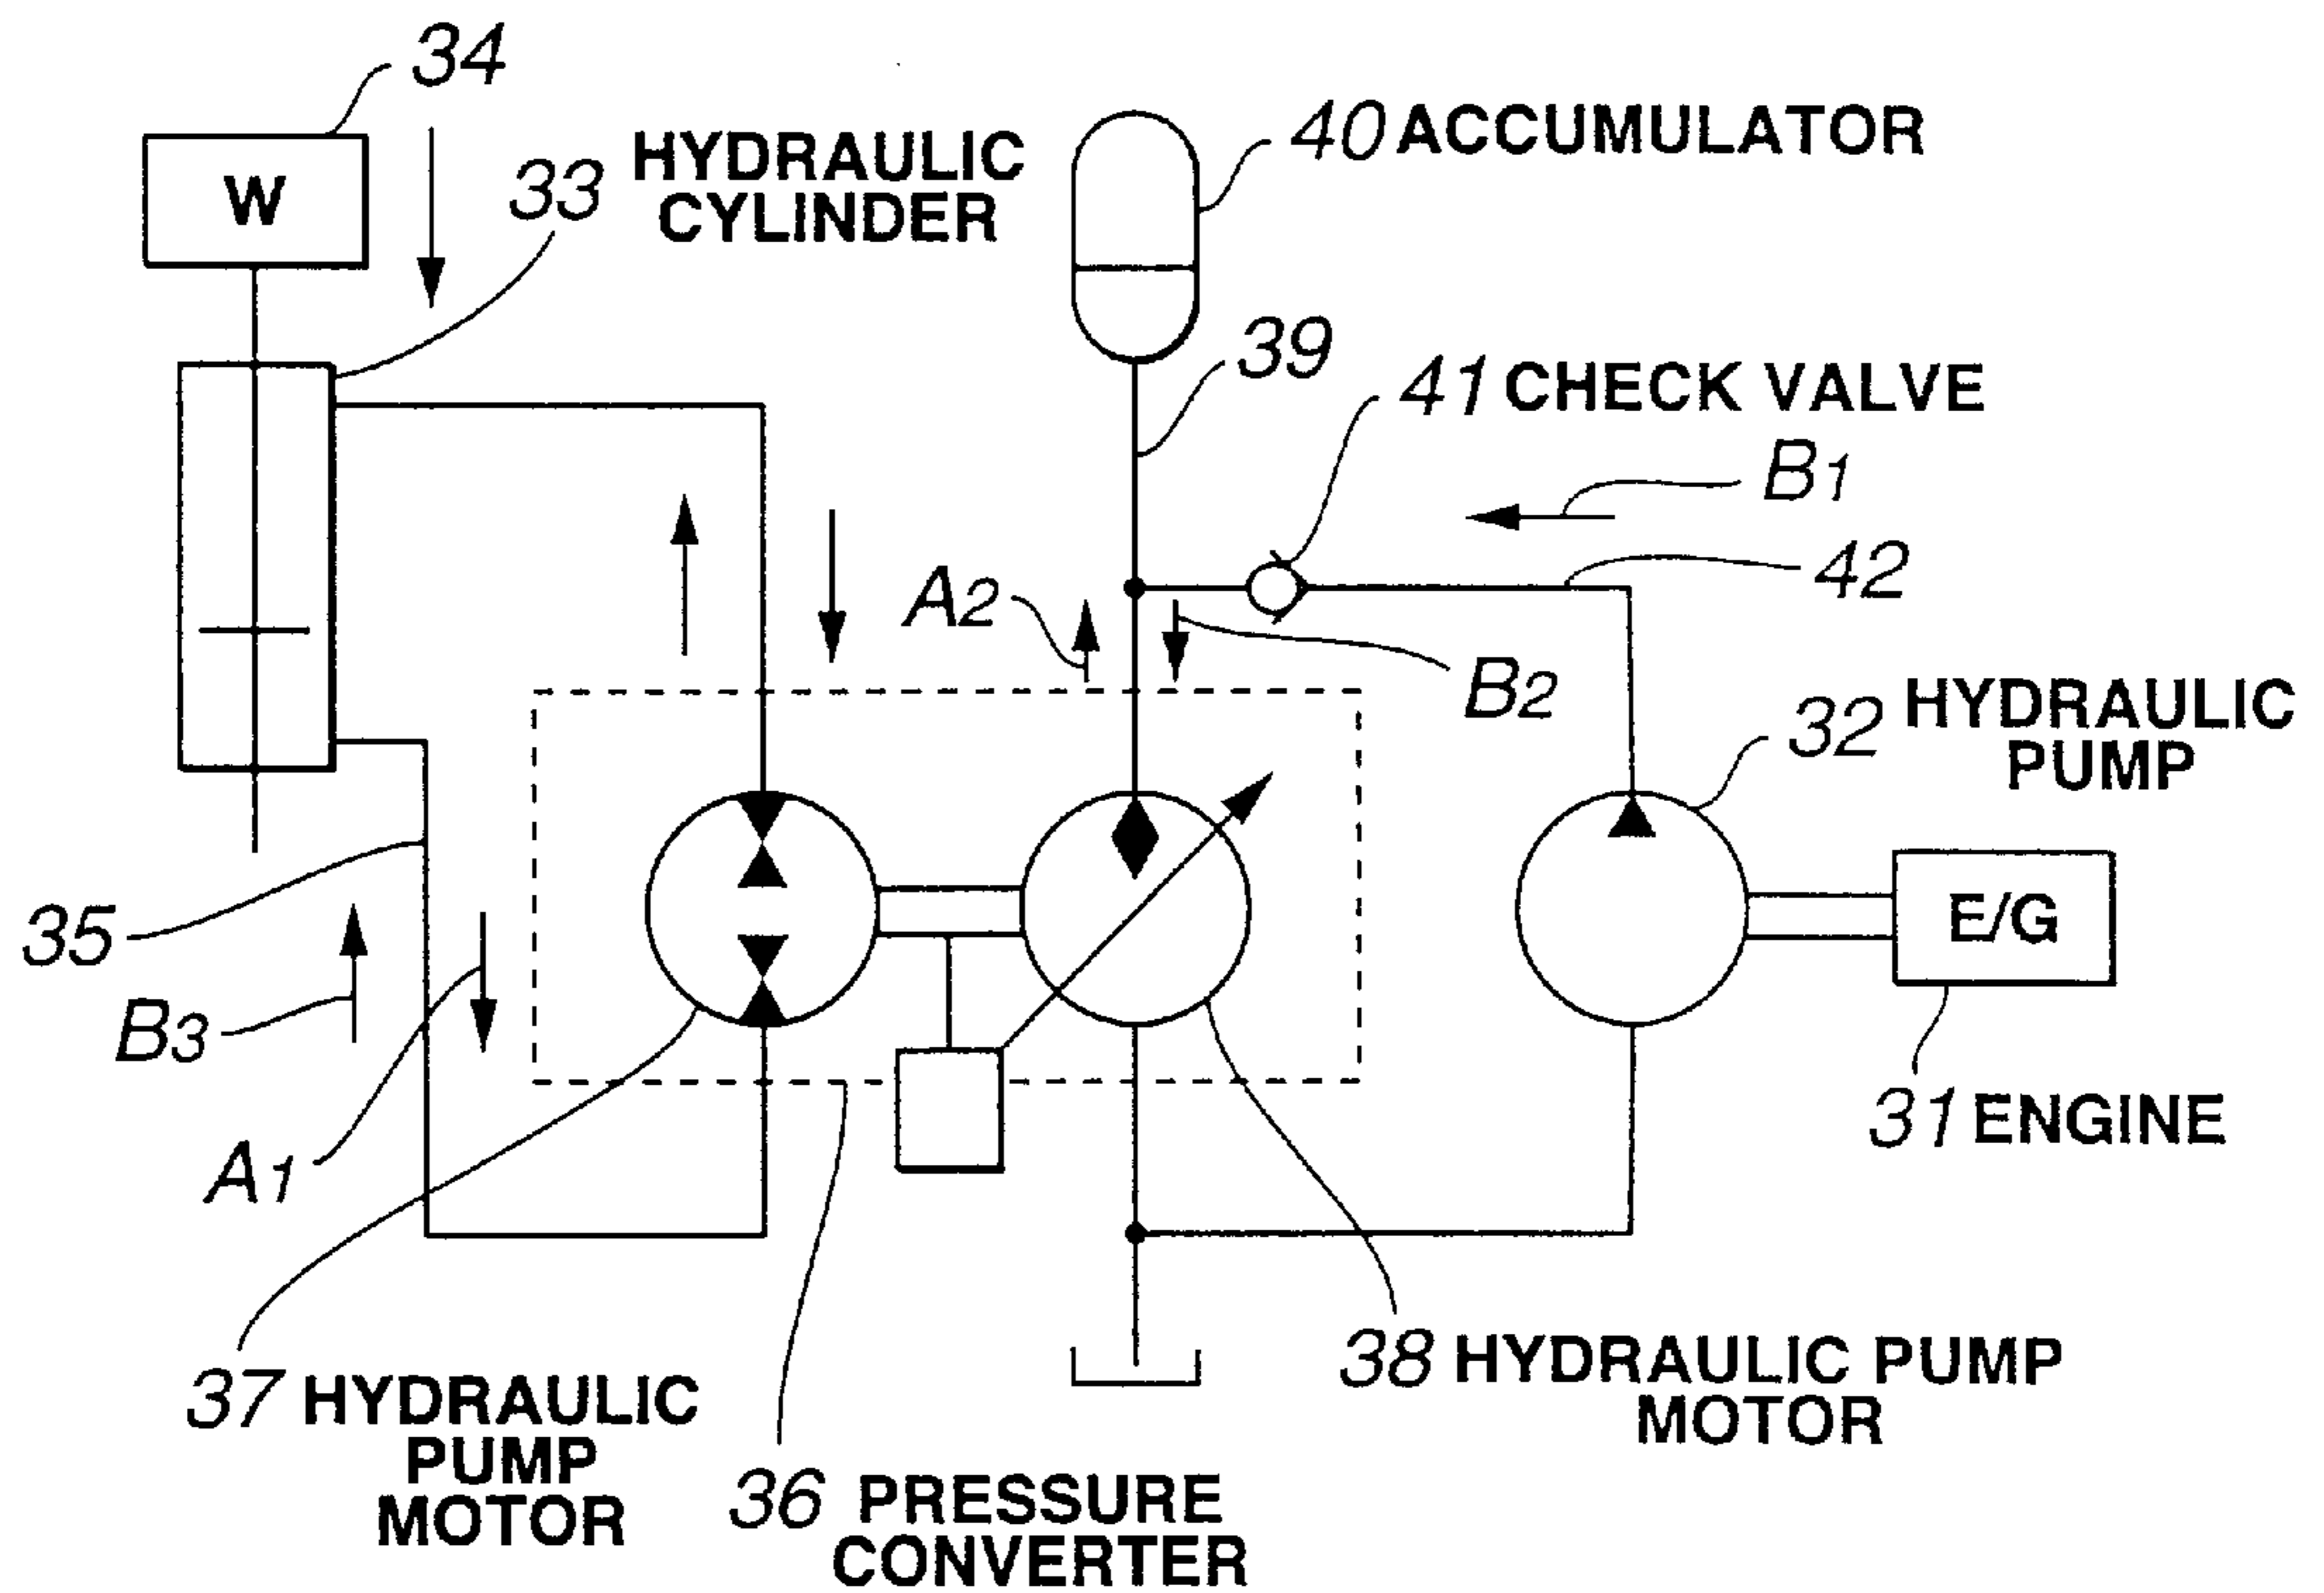 34
W
33 HYDRAULIC
CYLINDER
40 ACCUMULATOR
39
41 CHECK VALVE
B1
42
A2
B2
32 HYDRAULIC
PUMP
35
E/G
B3
A1
31 ENGINE
37 HYDRAULIC
PUMP
MOTOR
36 PRESSURE
CONVERTER
38 HYDRAULIC PUMP
MOTOR